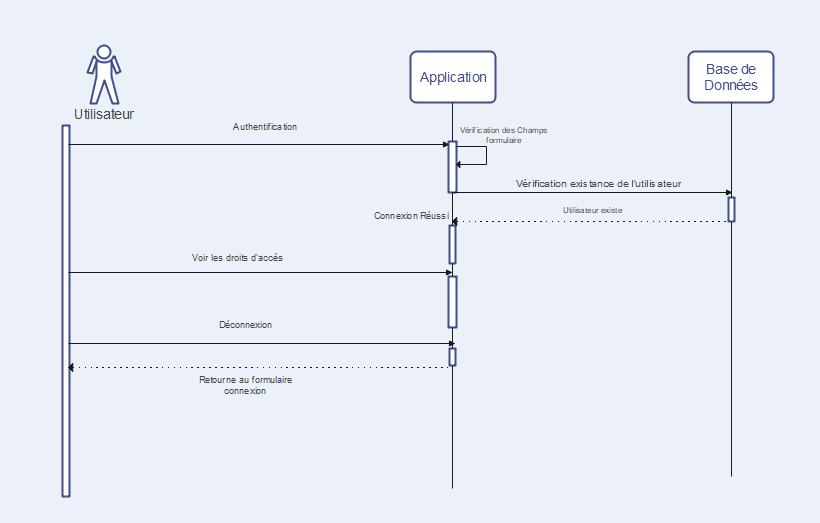 Utilisateur
Application
Base de
Données
Authentification
Vérification des Champs
formulaire
Vérification existance de l'utilisateur
Utilisateur existe
Connexion Réussi
Voir les droits d'accès
Déconnexion
Retourne au formulaire
connexion